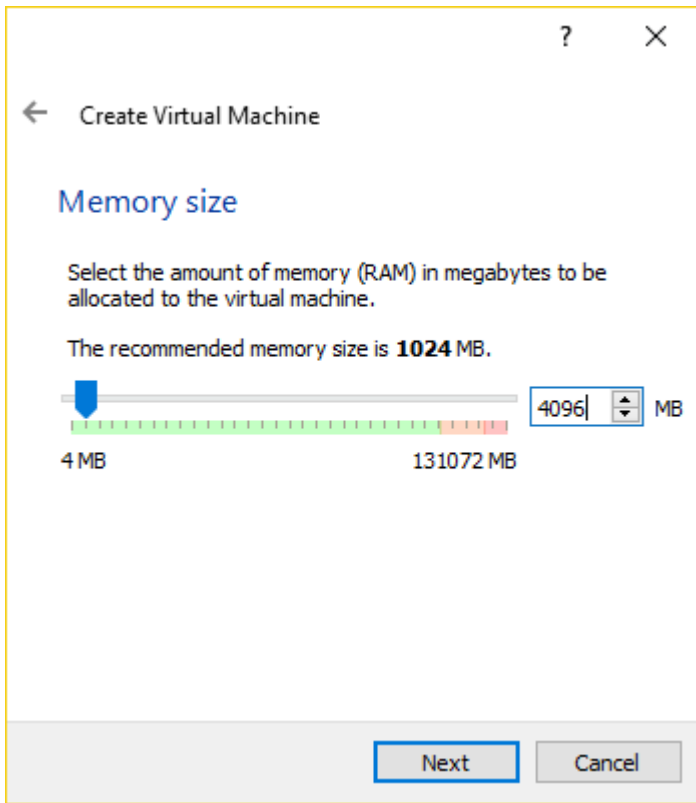 ?
Create Virtual Machine
Memory size
Select the amount of memory (RAM) in megabytes to be
allocated to the virtual machine.
The recommended memory size is 1024 MB.
4096 MB
4 MB 131072 MB
Next Cancel